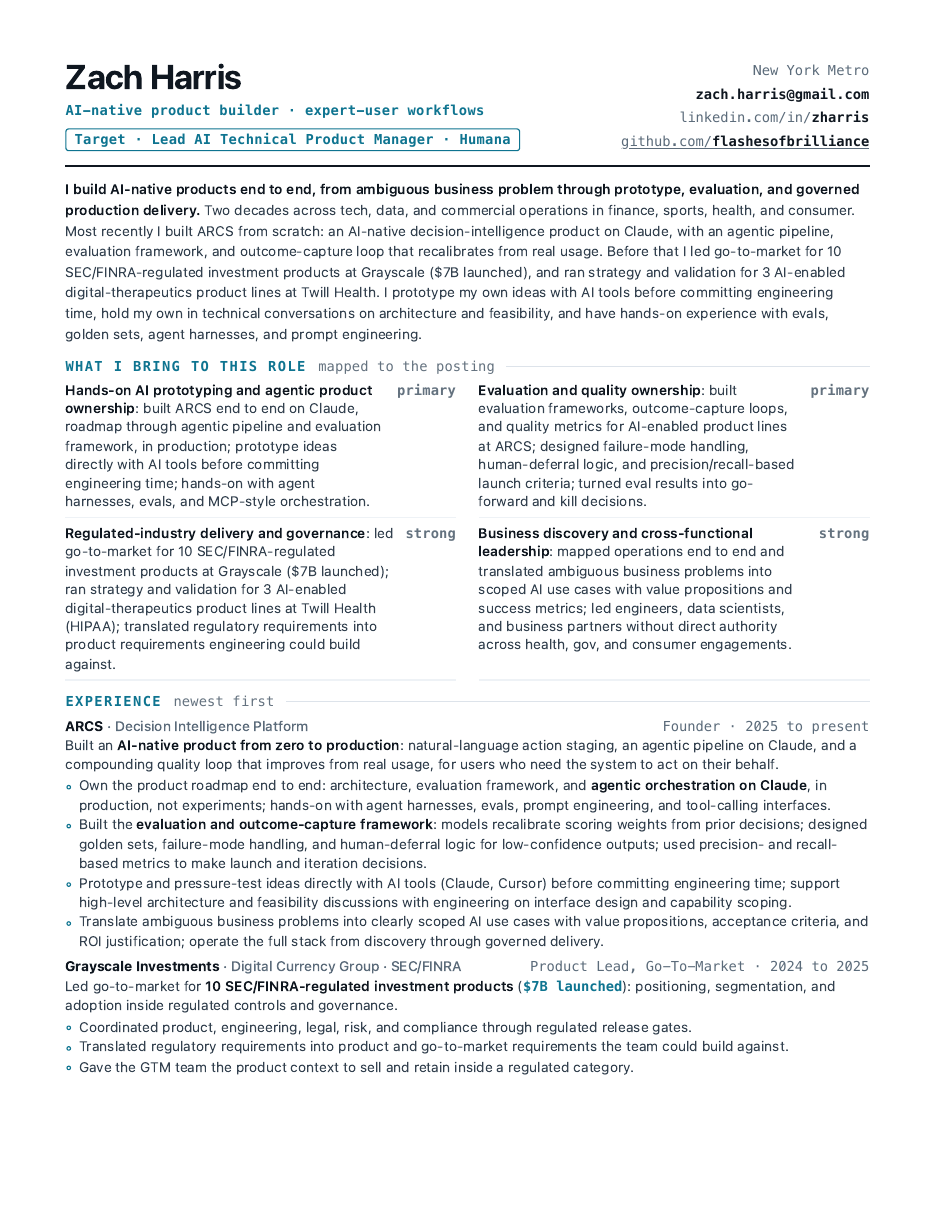 Zach Harris
AI-native product builder · expert-user workflows
Target · Lead AI Technical Product Manager · Humana
New York Metro
zach.harris@gmail.com
linkedin.com/in/zharris
github.com/flashesofbrilliance
I build AI-native products end to end, from ambiguous business problem through prototype, evaluation, and governed
production delivery. Two decades across tech, data, and commercial operations in finance, sports, health, and consumer.
Most recently I built ARCS from scratch: an AI-native decision-intelligence product on Claude, with an agentic pipeline,
evaluation framework, and outcome-capture loop that recalibrates from real usage. Before that I led go-to-market for 10
SEC/FINRA-regulated investment products at Grayscale ($7B launched), and ran strategy and validation for 3 AI-enabled
digital-therapeutics product lines at Twill Health. I prototype my own ideas with AI tools before committing engineering
time, hold my own in technical conversations on architecture and feasibility, and have hands-on experience with evals,
golden sets, agent harnesses, and prompt engineering.
WHAT I BRING TO THIS ROLE mapped to the posting
Hands-on AI prototyping and agentic product primary
ownership: built ARCS end to end on Claude,
roadmap through agentic pipeline and evaluation
framework, in production; prototype ideas
directly with AI tools before committing
engineering time; hands-on with agent
harnesses, evals, and MCP-style orchestration.
Evaluation and quality ownership: built primary
evaluation frameworks, outcome-capture loops,
and quality metrics for AI-enabled product lines
at ARCS; designed failure-mode handling,
human-deferral logic, and precision/recall-based
launch criteria; turned eval results into go-
forward and kill decisions.
Regulated-industry delivery and governance: led strong
go-to-market for 10 SEC/FINRA-regulated
investment products at Grayscale ($7B launched);
ran strategy and validation for 3 AI-enabled
digital-therapeutics product lines at Twill Health
(HIPAA); translated regulatory requirements into
product requirements engineering could build
against.
Business discovery and cross-functional strong
leadership: mapped operations end to end and
translated ambiguous business problems into
scoped AI use cases with value propositions and
success metrics; led engineers, data scientists,
and business partners without direct authority
across health, gov, and consumer engagements.
EXPERIENCE newest first
ARCS · Decision Intelligence Platform Founder · 2025 to present
Built an AI-native product from zero to production: natural-language action staging, an agentic pipeline on Claude, and a
compounding quality loop that improves from real usage, for users who need the system to act on their behalf.
Own the product roadmap end to end: architecture, evaluation framework, and agentic orchestration on Claude, in
production, not experiments; hands-on with agent harnesses, evals, prompt engineering, and tool-calling interfaces.
Built the evaluation and outcome-capture framework: models recalibrate scoring weights from prior decisions; designed
golden sets, failure-mode handling, and human-deferral logic for low-confidence outputs; used precision- and recall-
based metrics to make launch and iteration decisions.
Prototype and pressure-test ideas directly with AI tools (Claude, Cursor) before committing engineering time; support
high-level architecture and feasibility discussions with engineering on interface design and capability scoping.
Translate ambiguous business problems into clearly scoped AI use cases with value propositions, acceptance criteria, and
ROI justification; operate the full stack from discovery through governed delivery.
Grayscale Investments · Digital Currency Group · SEC/FINRA Product Lead, Go-To-Market · 2024 to 2025
Led go-to-market for 10 SEC/FINRA-regulated investment products ($7B launched): positioning, segmentation, and
adoption inside regulated controls and governance.
Coordinated product, engineering, legal, risk, and compliance through regulated release gates.
Translated regulatory requirements into product and go-to-market requirements the team could build against.
Gave the GTM team the product context to sell and retain inside a regulated category.